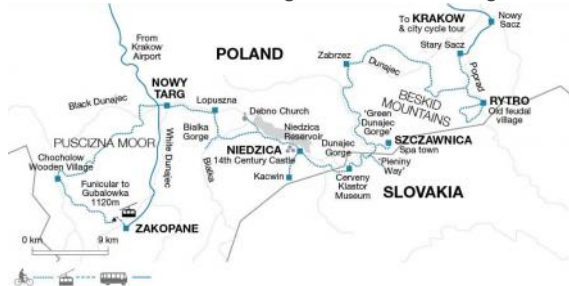 To KRAKOW
& city cycle tour
Nowy
Sacz
From
Krakow
Airport
POLAND
Zabrzez
Dunajec
Stary Sacz
Poprad
NOWY
TARG
Lopuszna
Debno Church
BESKID
MOUNTAINS
RYTRO
Old feudal
village
Black Dunajec
Bialka
Gorge
Niedzica
Reservoir
'Green
Dunajec
Gorge'
PUSCIZNA MOOR
White Dunajec
Dunajec
Gorge
SZCZAWNICA
Spa town
NIEDZICA
14th Century Castle
Chocholow
Wooden Village
Bialka
'Pieniny
Way'
Funicular to
Gubalowka
1120m
Kacwin
Cerveny
Klastor
Museum
SLOVAKIA
ZAKOPANE
0 km
9 km